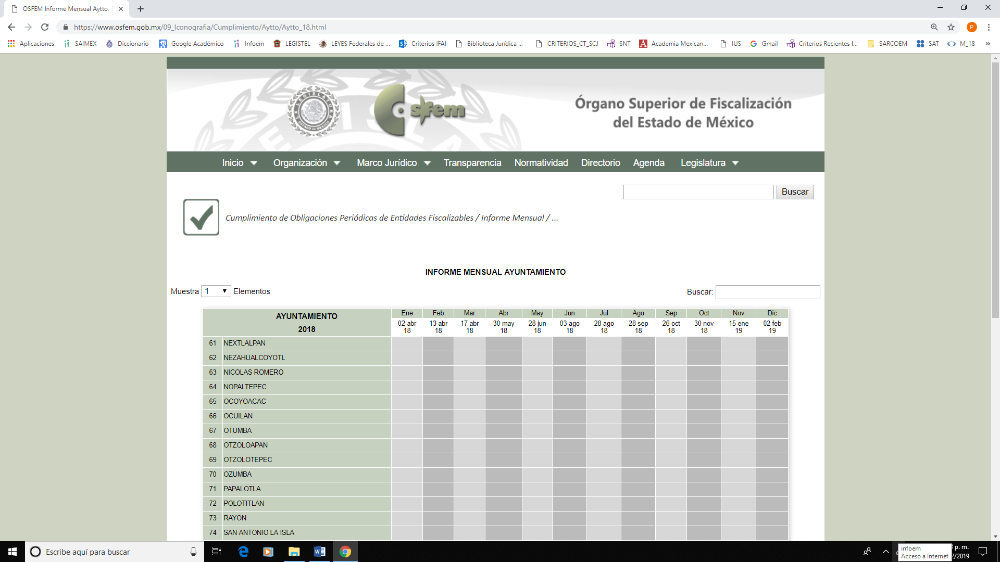 OSFEM Informe Mensual Aytto.
https://www.osfem.gob.mx/09_Iconografia/Cumplimiento/Aytto/Aytto_18.html
P
Aplicaciones SAIMEX Diccionario Google Académico Infoem LEGISTEL LEYES Federales de ... Criterios IFAI Biblioteca Jurídica ... CRITERIOS_CT_SCJ SNT Academia Mexican... IUS Gmail Criterios Recientes I... SARCOEM SAT M_18 »
LX LEGISLATURA
ESTADO DE MÉXICO
osfem
Órgano Superior de Fiscalización
del Estado de México
Inicio Organización Marco Jurídico Transparencia Normatividad Directorio Agenda Legislatura
Buscar
Cumplimiento de Obligaciones Periódicas de Entidades Fiscalizables / Informe Mensual / ...
INFORME MENSUAL AYUNTAMIENTO
Muestra 1 Elementos
Buscar:
AYUNTAMIENTO
2018
Ene Feb Mar Abr May Jun Jul Ago Sep Oct Nov Dic
02 abr 13 abr 17 abr 30 may 28 jun 03 ago 28 ago 28 sep 26 oct 30 nov 15 ene 02 feb
18 18 18 18 18 18 18 18 18 18 19 19
61 NEXTLALPAN
62 NEZAHUALCOYOTL
63 NICOLAS ROMERO
64 NOPALTEPEC
65 OCOYOACAC
66 OCUILAN
67 OTUMBA
68 OTZOLOAPAN
69 OTZOLOTEPEC
70 OZUMBA
71 PAPALOTLA
72 POLOTITLAN
73 RAYON
74 SAN ANTONIO LA ISLA
Escribe aquí para buscar
infoem
Acceso a Internet
p. m.
2/2019